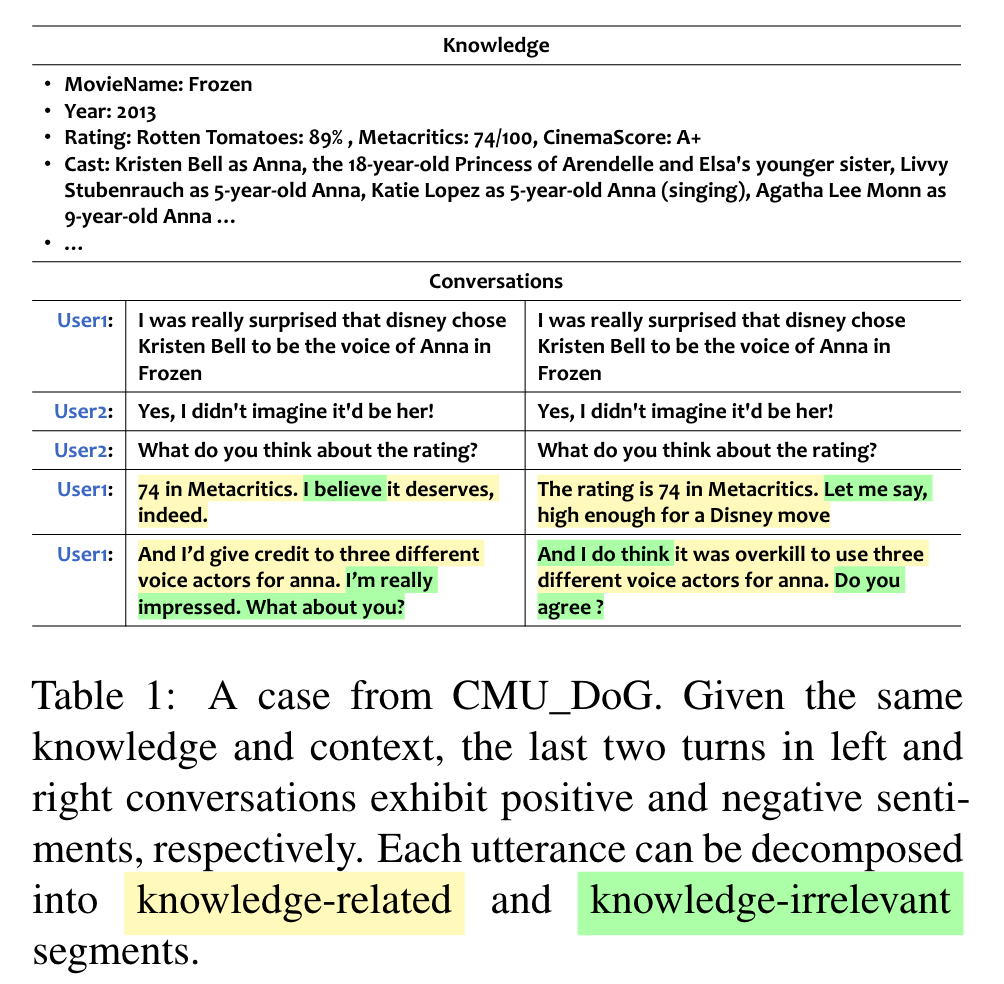 Knowledge
• MovieName: Frozen
• Year: 2013
• Rating: Rotten Tomatoes: 89% , Metacritics: 74/100, CinemaScore: A+
• Cast: Kristen Bell as Anna, the 18-year-old Princess of Arendelle and Elsa's younger sister, Livvy
Stubenrauch as 5-year-old Anna, Katie Lopez as 5-year-old Anna (singing), Agatha Lee Monn as
9-year-old Anna …
• …
Conversations
User1:
I was really surprised that disney chose
Kristen Bell to be the voice of Anna in
Frozen
I was really surprised that disney chose
Kristen Bell to be the voice of Anna in
Frozen
User2:
Yes, I didn't imagine it'd be her!
Yes, I didn't imagine it'd be her!
User2:
What do you think about the rating?
What do you think about the rating?
User1:
74 in Metacritics. I believe it deserves,
indeed.
The rating is 74 in Metacritics. Let me say,
high enough for a Disney move
User1:
And I’d give credit to three different
voice actors for anna. I’m really
impressed. What about you?
And I do think it was overkill to use three
different voice actors for anna. Do you
agree ?
Table 1: A case from CMU_DoG. Given the same
knowledge and context, the last two turns in left and
right conversations exhibit positive and negative senti-
ments, respectively. Each utterance can be decomposed
into knowledge-related and knowledge-irrelevant
segments.